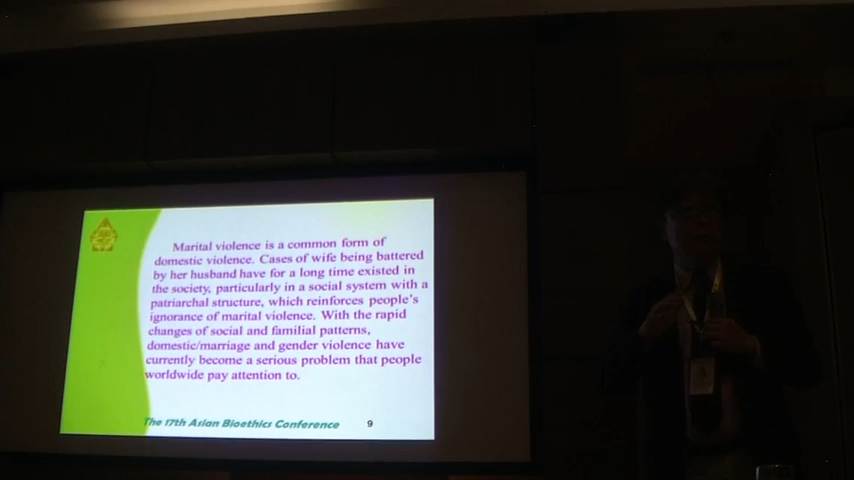 Marital violence is a common form of
domestic violence. Cases of wife being battered
by her husband have for a long time existed in
the society, particularly in a social system with a
patriarchal structure, which reinforces people's
ignorance of marital violence. With the rapid
changes of social and familial patterns,
domestic/marriage and gender violence have
currently become a serious problem that people
worldwide pay attention to.
The 17th Asian Bioethics Conference 9